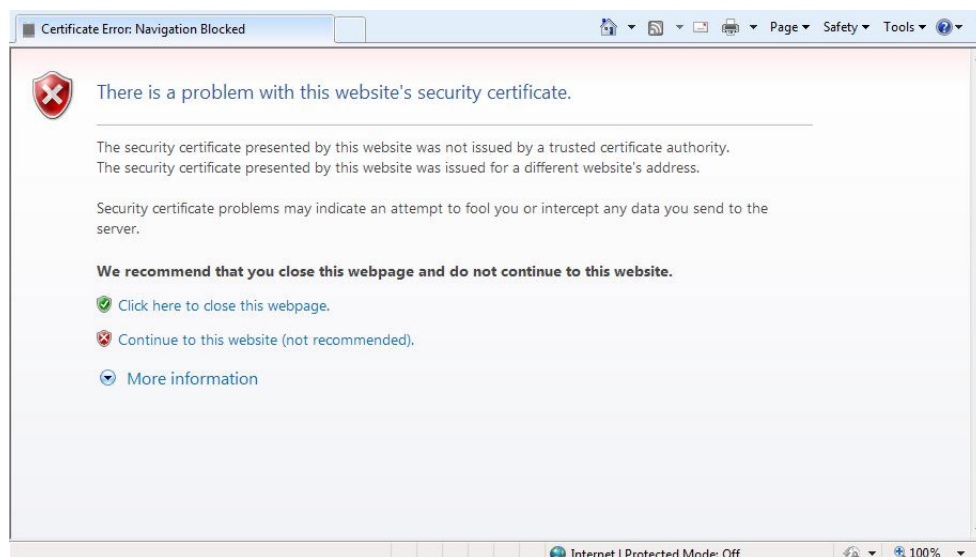 Certificate Error: Navigation Blocked
Page Safety Tools
There is a problem with this website's security certificate.
The security certificate presented by this website was not issued by a trusted certificate authority.
The security certificate presented by this website was issued for a different website's address.
Security certificate problems may indicate an attempt to fool you or intercept any data you send to the
server.
We recommend that you close this webpage and do not continue to this website.
Click here to close this webpage.
Continue to this website (not recommended).
More information
Internet | Protected Mode: Off
100%